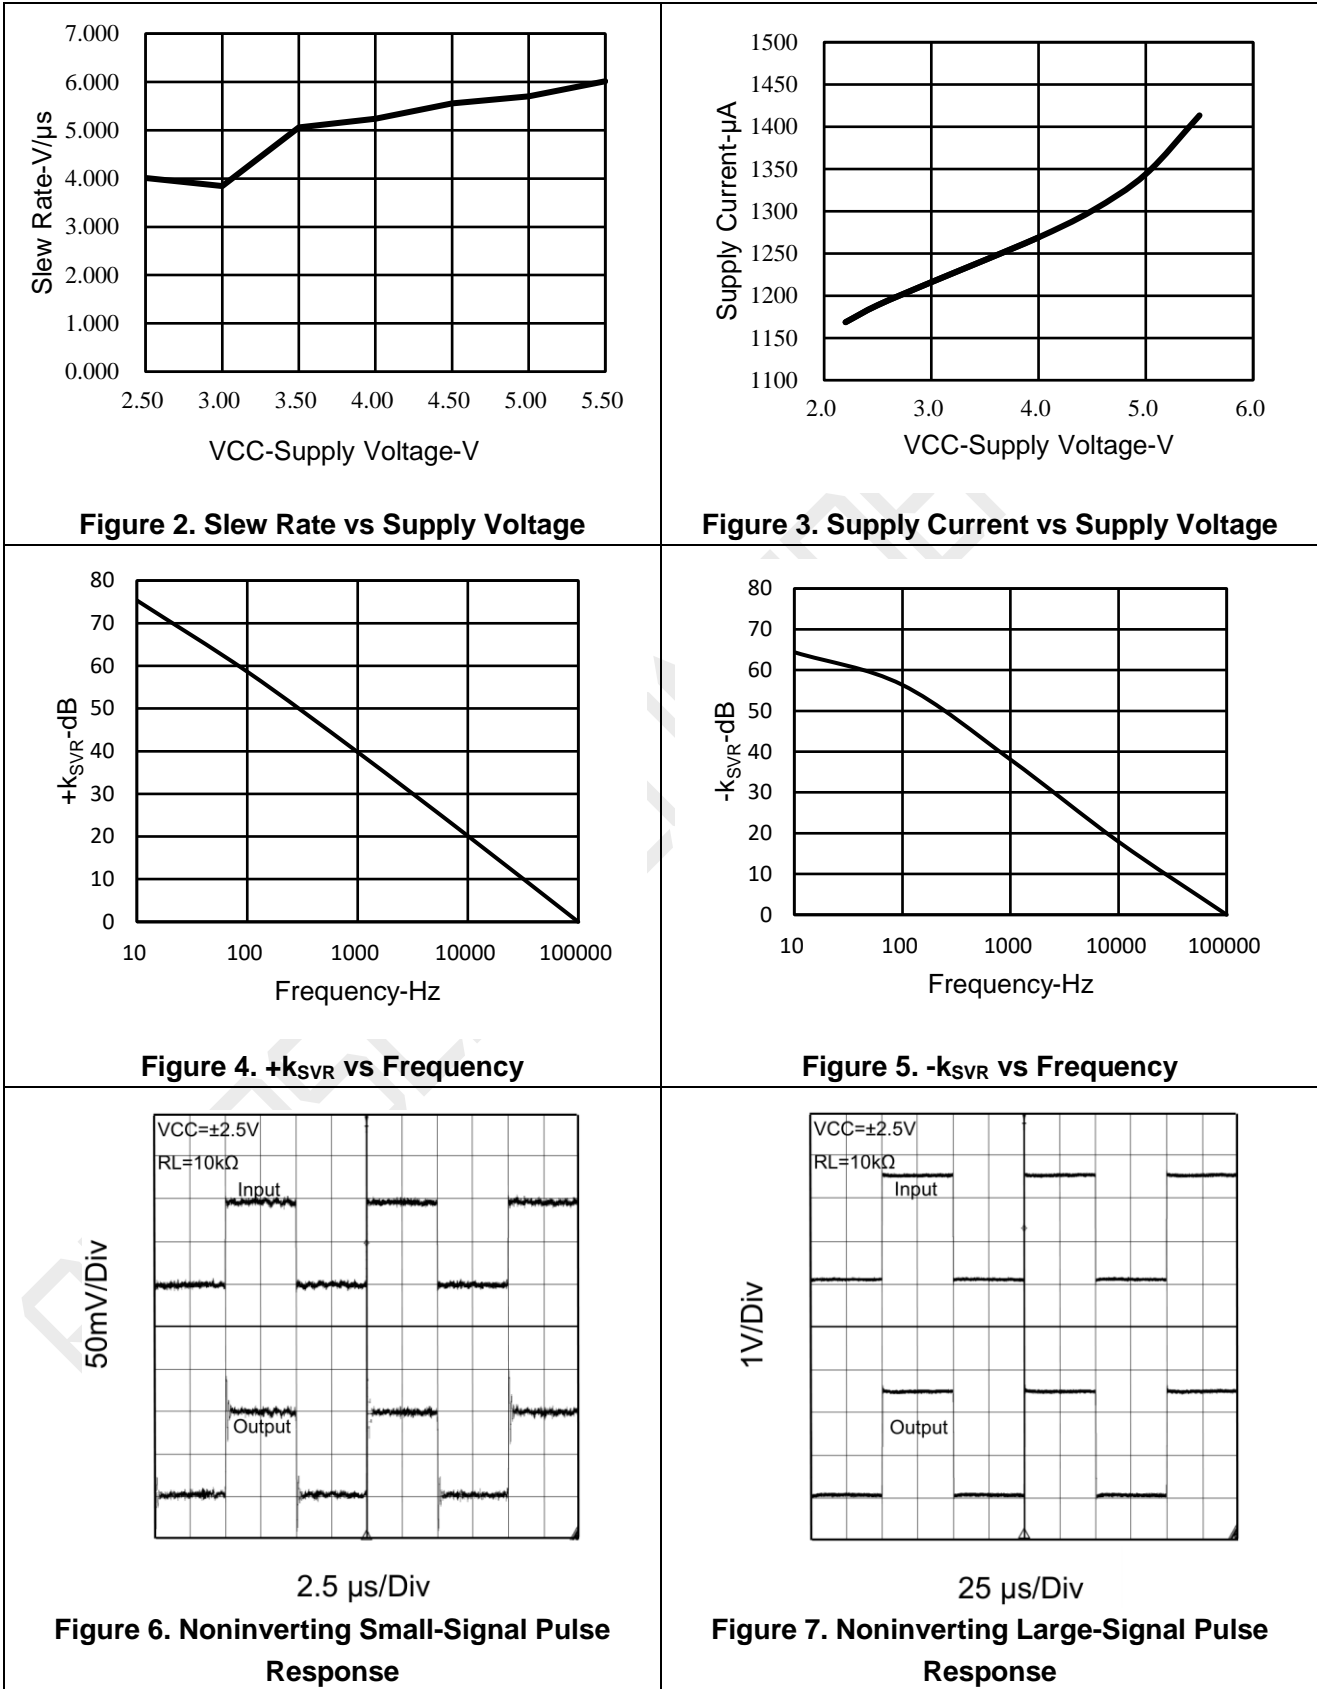 7.000
6.000
5.000
4.000
3.000
2.000
1.000
0.000
Slew Rate-V/µs
2.50 3.00 3.50 4.00 4.50 5.00 5.50
VCC-Supply Voltage-V
Figure 2. Slew Rate vs Supply Voltage
1500
1450
1400
1350
1300
1250
1200
1150
1100
Supply Current-µA
2.0 3.0 4.0 5.0 6.0
VCC-Supply Voltage-V
Figure 3. Supply Current vs Supply Voltage
80
70
60
50
40
30
20
10
0
+kSVR-dB
10 100 1000 10000 100000
Frequency-Hz
Figure 4. +kSVR vs Frequency
80
70
60
50
40
30
20
10
0
-kSVR-dB
10 100 1000 10000 100000
Frequency-Hz
Figure 5. -kSVR vs Frequency
VCC=±2.5V
RL=10kΩ
Input
Output
50mV/Div
2.5 µs/Div
Figure 6. Noninverting Small-Signal Pulse
Response
VCC=±2.5V
RL=10kΩ
Input
Output
1V/Div
25 µs/Div
Figure 7. Noninverting Large-Signal Pulse
Response